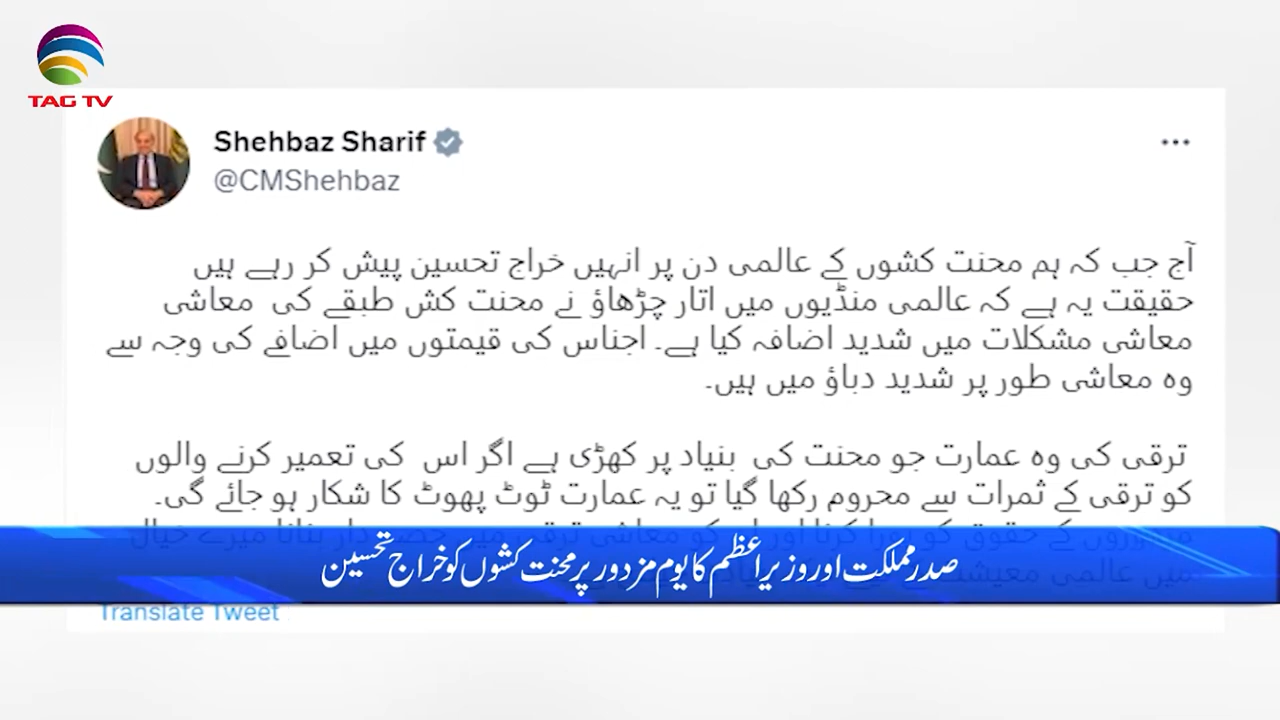 TAG TV
Shehbaz Sharif
@CMShehbaz
آج جب کہ ہم محنت کشوں کے عالمی دن پر انہیں خراج تحسین پیش کر رہے ہیں
حقیقت یہ ہے کہ عالمی منڈیوں میں اتار چڑھاؤ نے محنت کش طبقے کی معاشی
معاشی مشکلات میں شدید اضافہ کیا ہے۔ اجناس کی قیمتوں میں اضافے کی وجہ سے
وہ معاشی طور پر شدید دباؤ میں ہیں۔
ترقی کی وہ عمارت جو محنت کی بنیاد پر کھڑی ہے اگر اس کی تعمیر کرنے والوں
کو ترقی کے ثمرات سے محروم رکھا گیا تو یہ عمارت ٹوٹ پھوٹ کا شکار ہو جائے گی۔
صدر مملکت اور وزیراعظم کا یوم مزدور پر محنت کشوں کو خراج تحسین
Translate Tweet